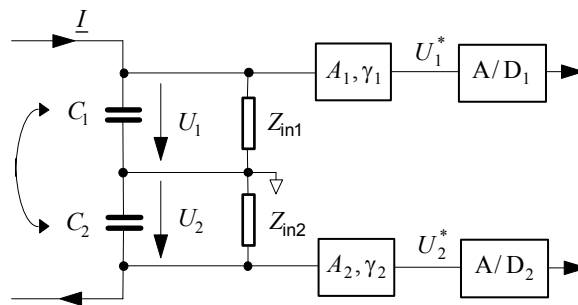 I
A₁, γ₁
U₁*
A/D₁
C₁
U₁
Zin1
C₂
U₂
Zin2
A₂, γ₂
U₂*
A/D₂